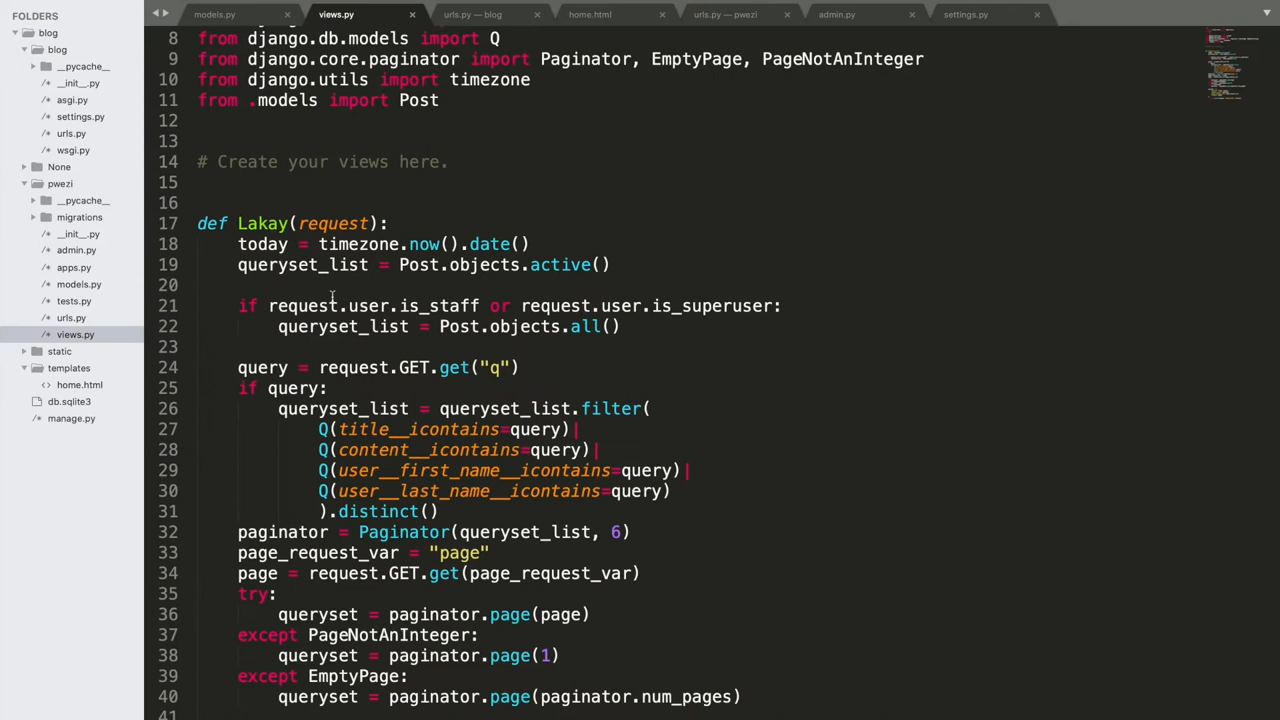 FOLDERS
blog
blog
__pycache__
__init__.py
asgi.py
settings.py
urls.py
wsgi.py
None
pwezi
__pycache__
migrations
__init__.py
admin.py
apps.py
models.py
tests.py
urls.py
views.py
static
templates
home.html
db.sqlite3
manage.py
models.py
views.py
urls.py — blog
home.html
urls.py — pwezi
admin.py
settings.py
8 from django.db.models import Q
9 from django.core.paginator import Paginator, EmptyPage, PageNotAnInteger
10 from django.utils import timezone
11 from .models import Post
12
13
14 # Create your views here.
15
16
17 def Lakay(request):
18 today = timezone.now().date()
19 queryset_list = Post.objects.active()
20
21 if request.user.is_staff or request.user.is_superuser:
22 queryset_list = Post.objects.all()
23
24 query = request.GET.get("q")
25 if query:
26 queryset_list = queryset_list.filter(
27 Q(title__icontains=query)|
28 Q(content__icontains=query)|
29 Q(user__first_name__icontains=query)|
30 Q(user__last_name__icontains=query)
31 ).distinct()
32 paginator = Paginator(queryset_list, 6)
33 page_request_var = "page"
34 page = request.GET.get(page_request_var)
35 try:
36 queryset = paginator.page(page)
37 except PageNotAnInteger:
38 queryset = paginator.page(1)
39 except EmptyPage:
40 queryset = paginator.page(paginator.num_pages)
41